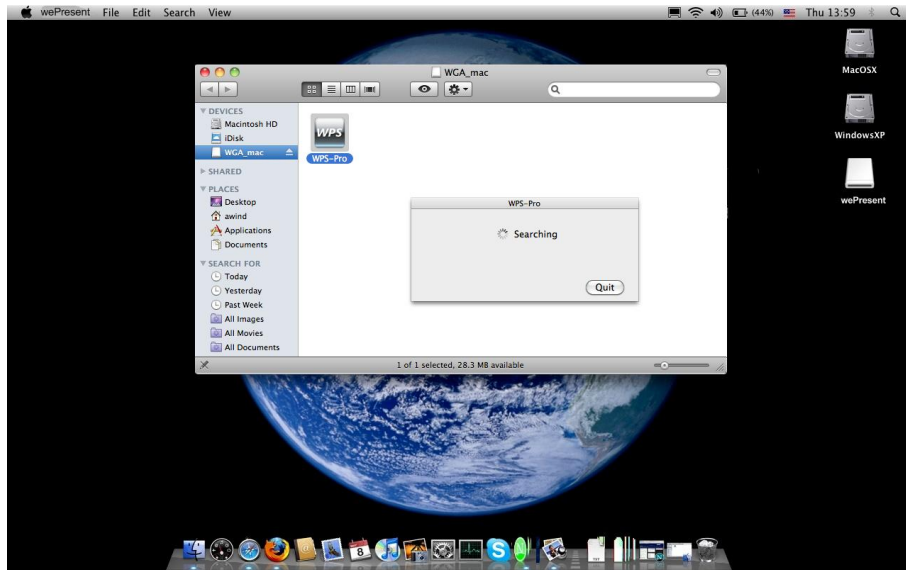 wePresent File Edit Search View (44%) Thu 13:59
WGA_mac
DEVICES
Macintosh HD
iDisk
WGA_mac
SHARED
PLACES
Desktop
awind
Applications
Documents
SEARCH FOR
Today
Yesterday
Past Week
All Images
All Movies
All Documents
WPS
WPS-Pro
WPS-Pro
Searching
Quit
1 of 1 selected, 28.3 MB available
MacOSX
WindowsXP
wePresent
8